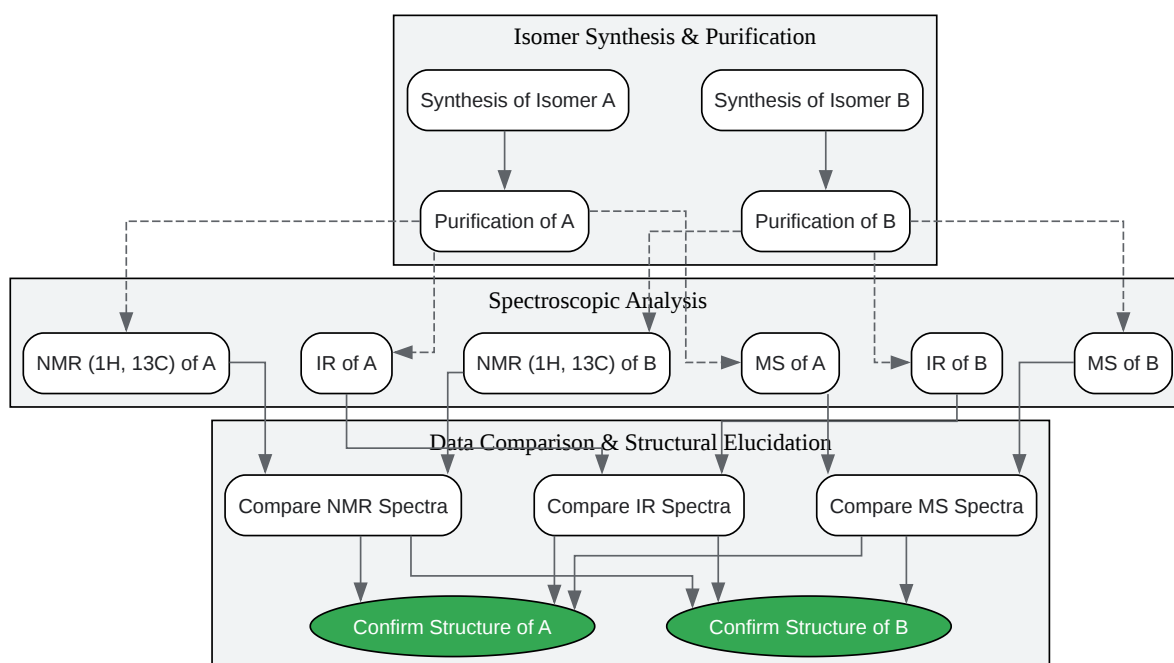 Isomer Synthesis & Purification
Synthesis of Isomer A
Synthesis of Isomer B
Purification of A
Purification of B
Spectroscopic Analysis
NMR (1H, 13C) of A
IR of A
NMR (1H, 13C) of B
MS of A
IR of B
MS of B
Data Comparison & Structural Elucidation
Compare NMR Spectra
Compare IR Spectra
Compare MS Spectra
Confirm Structure of A
Confirm Structure of B